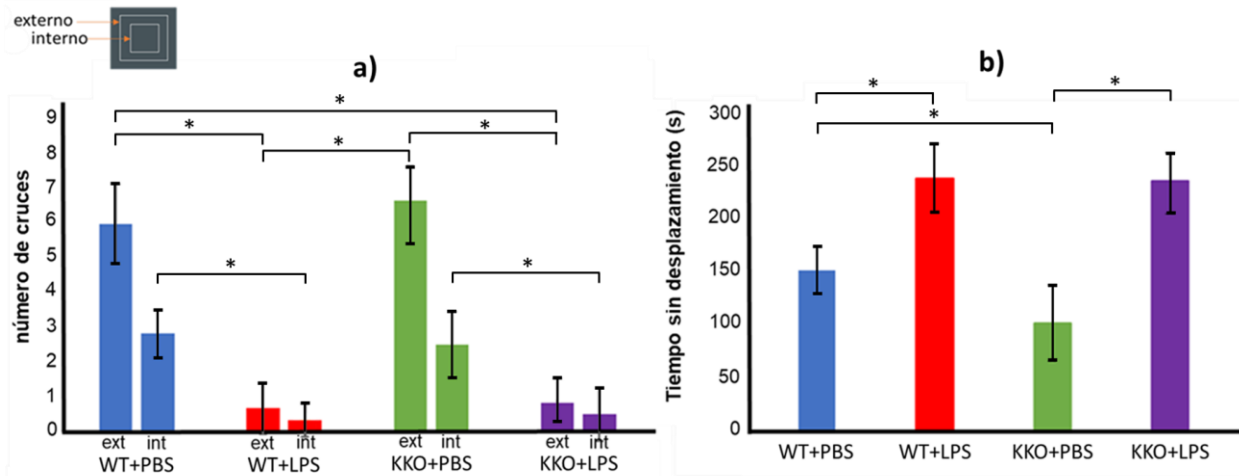 externo
interno
a)
*
*
*
*
*
*
número de cruces
9
8
7
6
5
4
3
2
1
0
ext int ext int ext int ext int
WT+PBS WT+LPS KKO+PBS KKO+LPS
b)
*
*
*
Tiempo sin desplazamiento (s)
300
250
200
150
100
50
0
WT+PBS WT+LPS KKO+PBS KKO+LPS